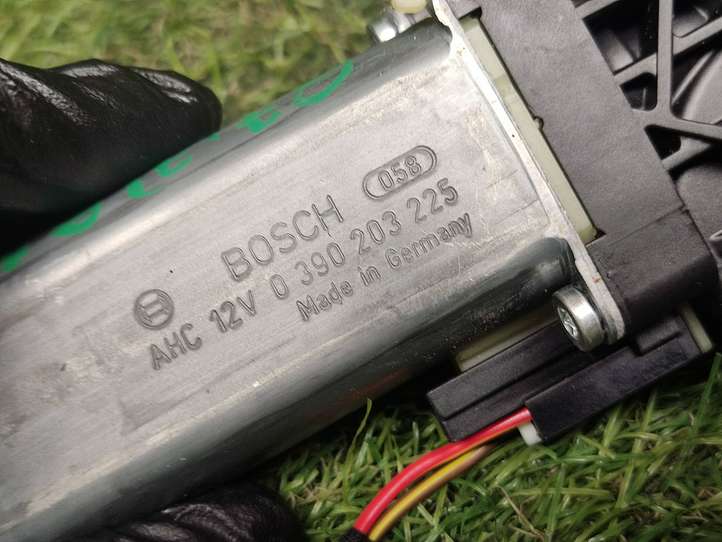 058
BOSCH
AHC 12V 0 390 203 225
Made in Germany